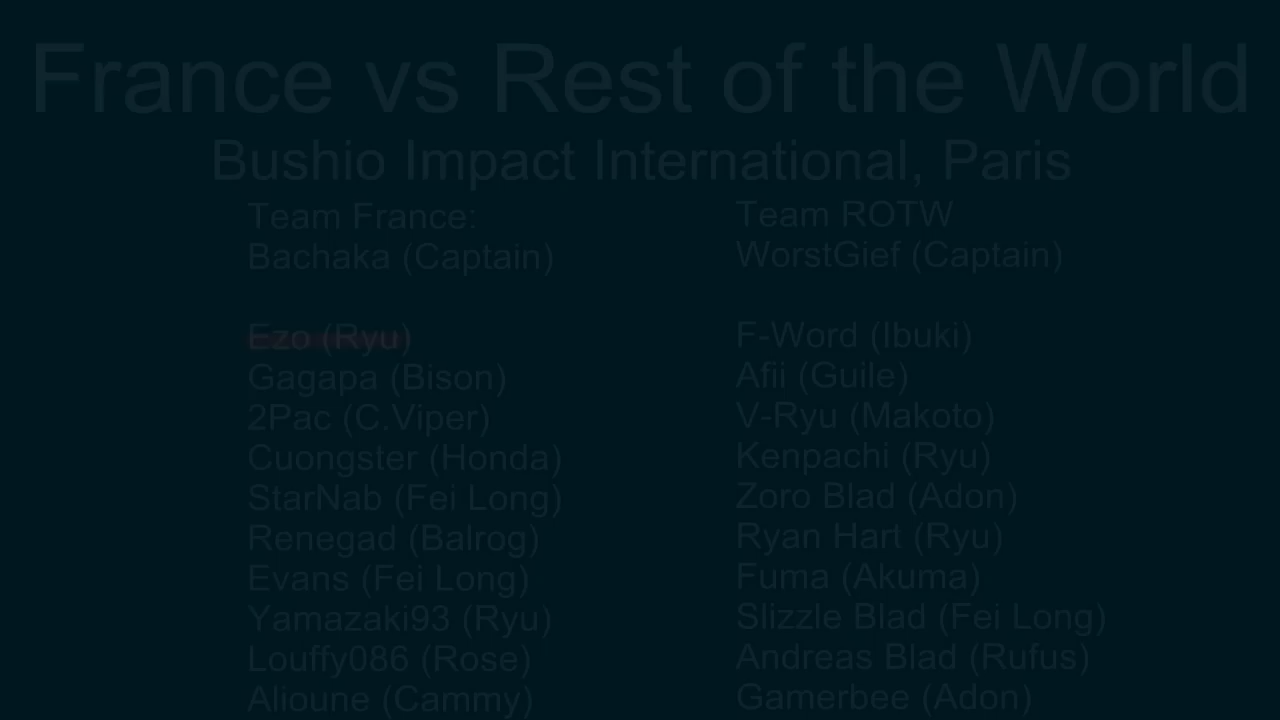 France vs Rest of the World
Bushio Impact International, Paris
Team France:
Bachaka (Captain)
Ezo (Ryu)
Gagapa (Bison)
2Pac (C.Viper)
Cuongster (Honda)
StarNab (Fei Long)
Renegad (Balrog)
Evans (Fei Long)
Yamazaki93 (Ryu)
Louffy086 (Rose)
Alioune (Cammy)
Team ROTW
WorstGief (Captain)
F-Word (Ibuki)
Afii (Guile)
V-Ryu (Makoto)
Kenpachi (Ryu)
Zoro Blad (Adon)
Ryan Hart (Ryu)
Fuma (Akuma)
Slizzle Blad (Fei Long)
Andreas Blad (Rufus)
Gamerbee (Adon)